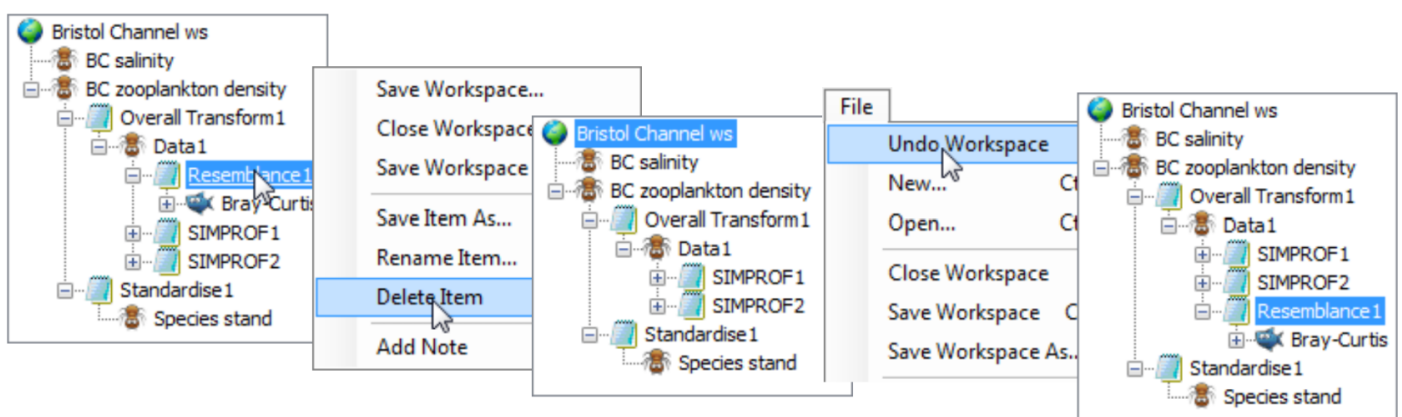 Bristol Channel ws
BC salinity
BC zooplankton density
Overall Transform1
Data1
Resemblance1
Bray-Curtis
SIMPROF1
SIMPROF2
Standardise1
Species stand
Save Workspace...
Close Workspace
Save Workspace
Save Item As...
Rename Item...
Delete Item
Add Note
Bristol Channel ws
BC salinity
BC zooplankton density
Overall Transform1
Data1
SIMPROF1
SIMPROF2
Standardise1
Species stand
File
Undo Workspace
New... Ct
Open... Ct
Close Workspace
Save Workspace C
Save Workspace As..
Bristol Channel ws
BC salinity
BC zooplankton density
Overall Transform1
Data1
SIMPROF1
SIMPROF2
Resemblance1
Bray-Curtis
Standardise1
Species stand